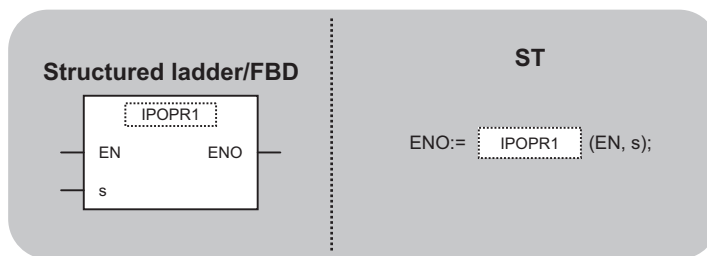 Structured ladder/FBD
IPOPR1
EN ENO
s
ST
ENO:= IPOPR1 (EN, s);